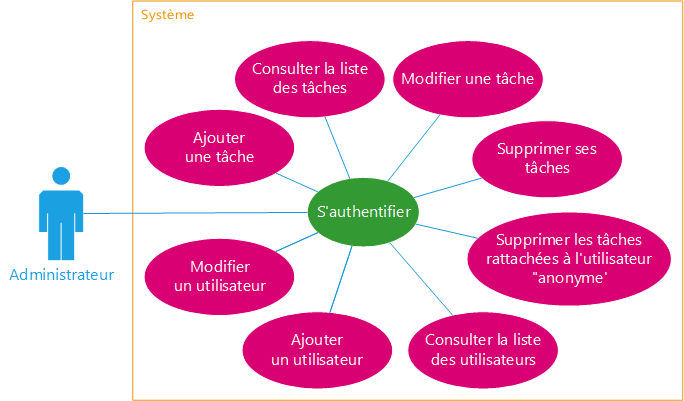 Système
Consulter la liste
des tâches
Modifier une tâche
Ajouter
une tâche
Supprimer ses
tâches
S'authentifier
Administrateur
Supprimer les tâches
rattachées à l'utilisateur
"anonyme'
Modifier
un utilisateur
Ajouter
un utilisateur
Consulter la liste
des utilisateurs